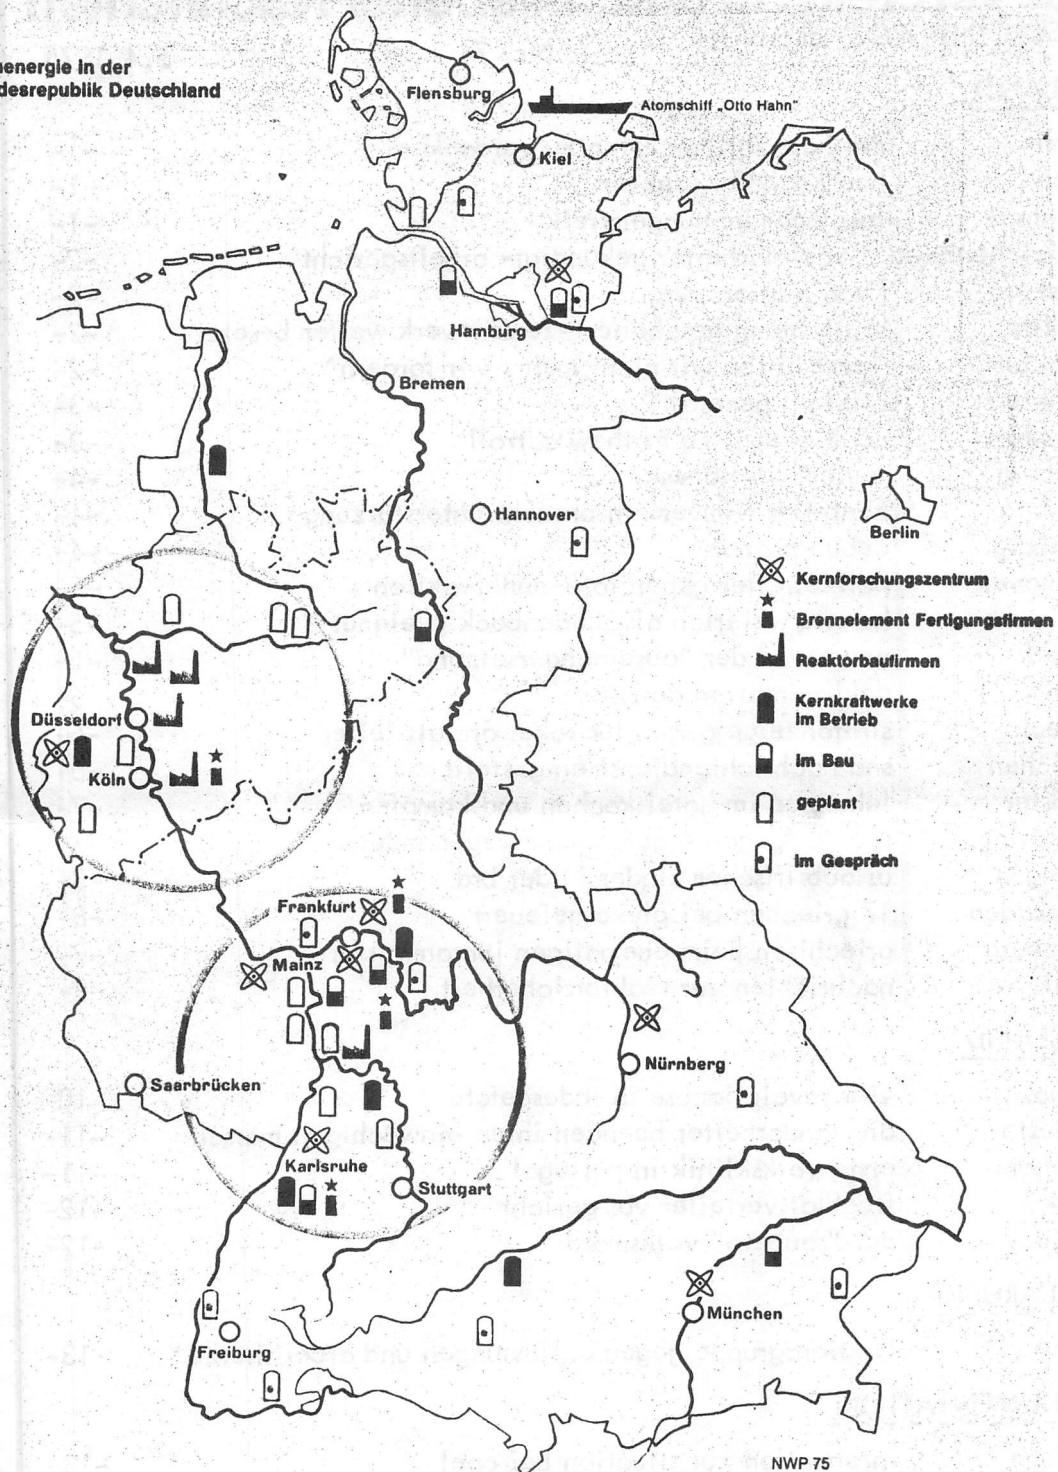 nenergie in der
desrepublik Deutschland
Flensburg
Atomschiff „Otto Hahn"
Kiel
Hamburg
Bremen
Hannover
Berlin
Kernforschungszentrum
Brennelement Fertigungsfirmen
Reaktorbaufirmen
Kernkraftwerke
im Betrieb
im Bau
geplant
im Gespräch
Düsseldorf
Köln
Frankfurt
Mainz
Saarbrücken
Nürnberg
Karlsruhe
Stuttgart
München
Freiburg
NWP 75